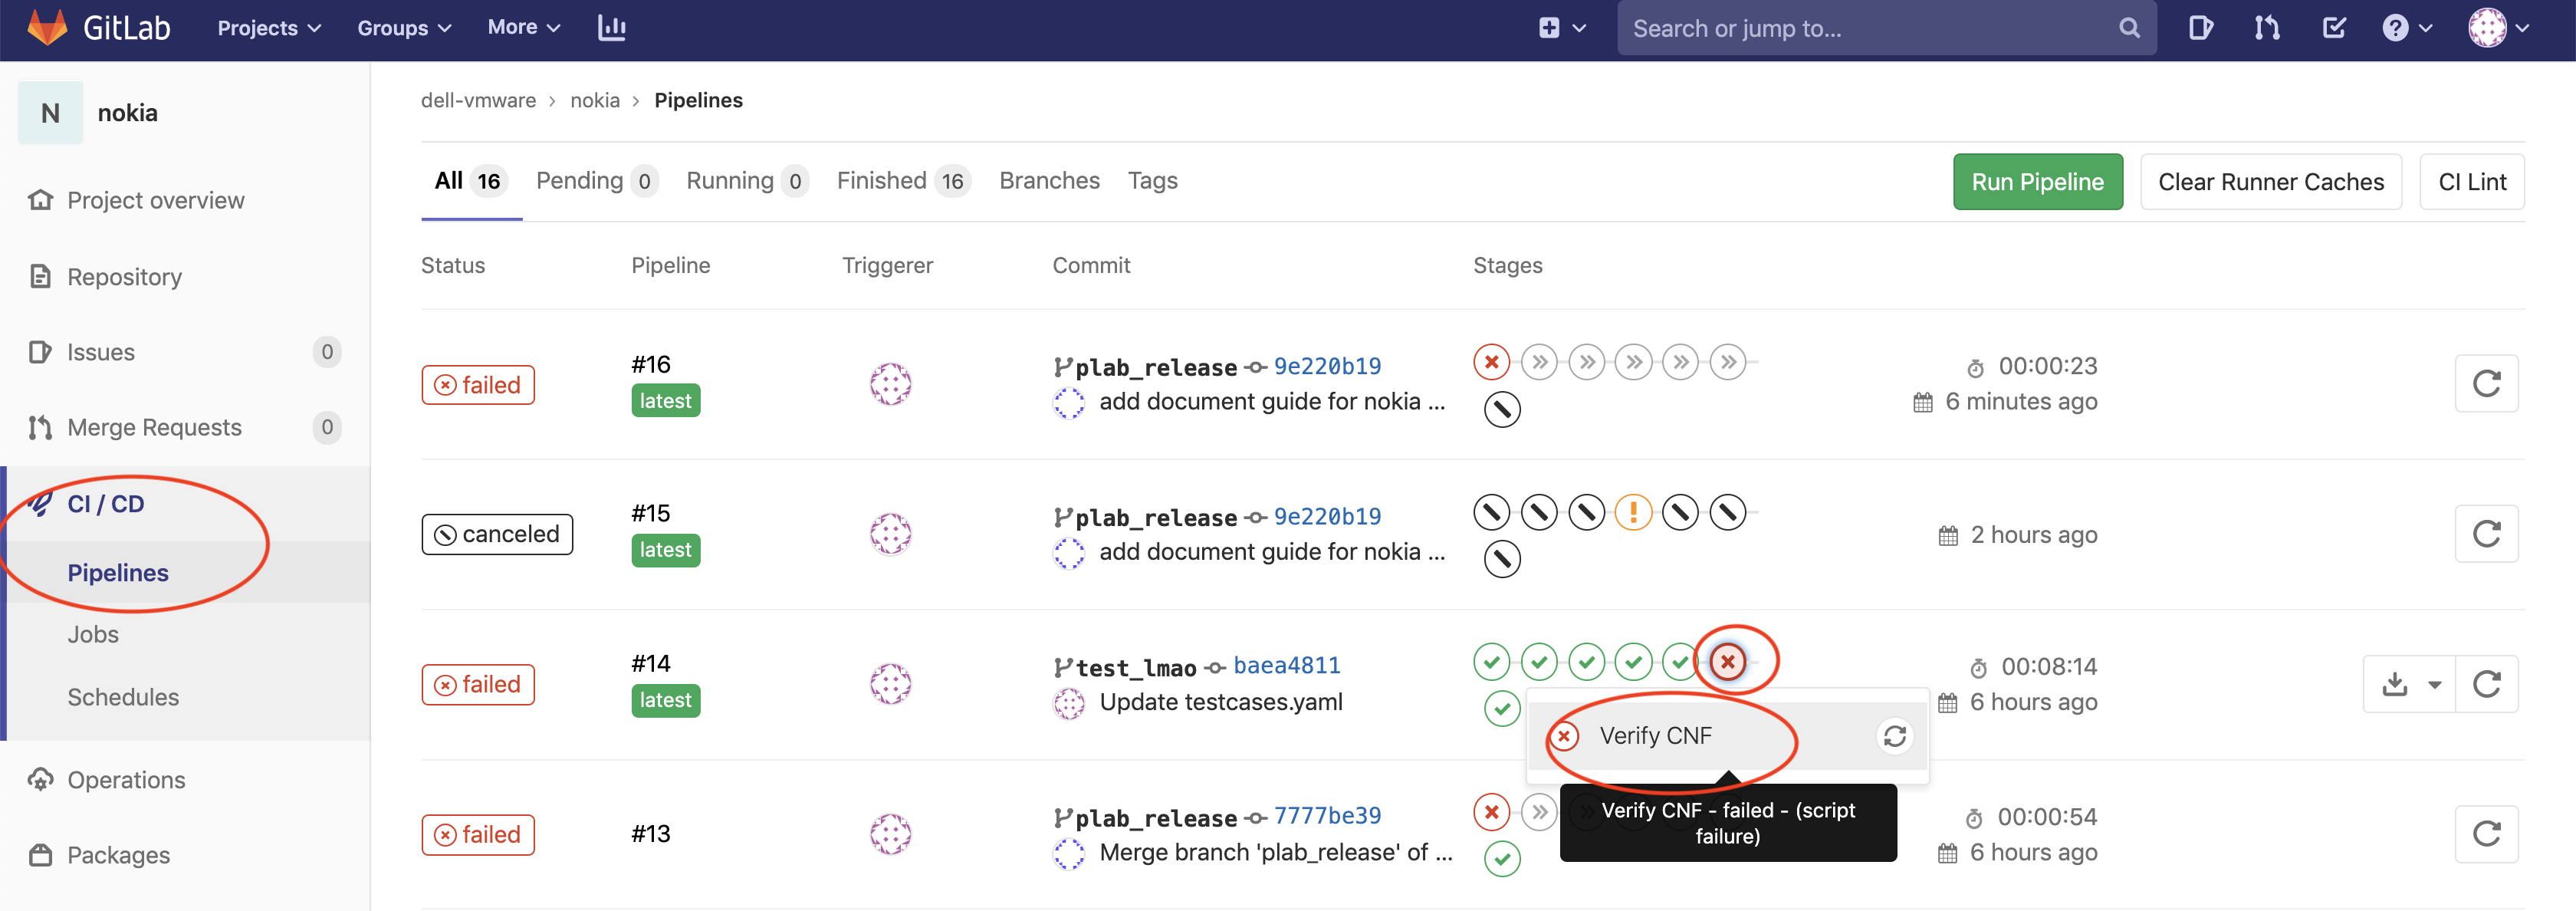 GitLab Projects Groups More Search or jump to...
N nokia
Project overview
Repository
Issues 0
Merge Requests 0
CI / CD
Pipelines
Jobs
Schedules
Operations
Packages
dell-vmware › nokia › Pipelines
All 16 Pending 0 Running 0 Finished 16 Branches Tags
Run Pipeline Clear Runner Caches CI Lint
Status Pipeline Triggerer Commit Stages
failed
#16
latest
plab_release 9e220b19
add document guide for nokia ...
00:00:23
6 minutes ago
canceled
#15
latest
plab_release 9e220b19
add document guide for nokia ...
2 hours ago
failed
#14
latest
test_lmao baea4811
Update testcases.yaml
00:08:14
6 hours ago
Verify CNF
Verify CNF - failed - (script
failure)
failed
#13
plab_release 7777be39
Merge branch 'plab_release' of ...
00:00:54
6 hours ago